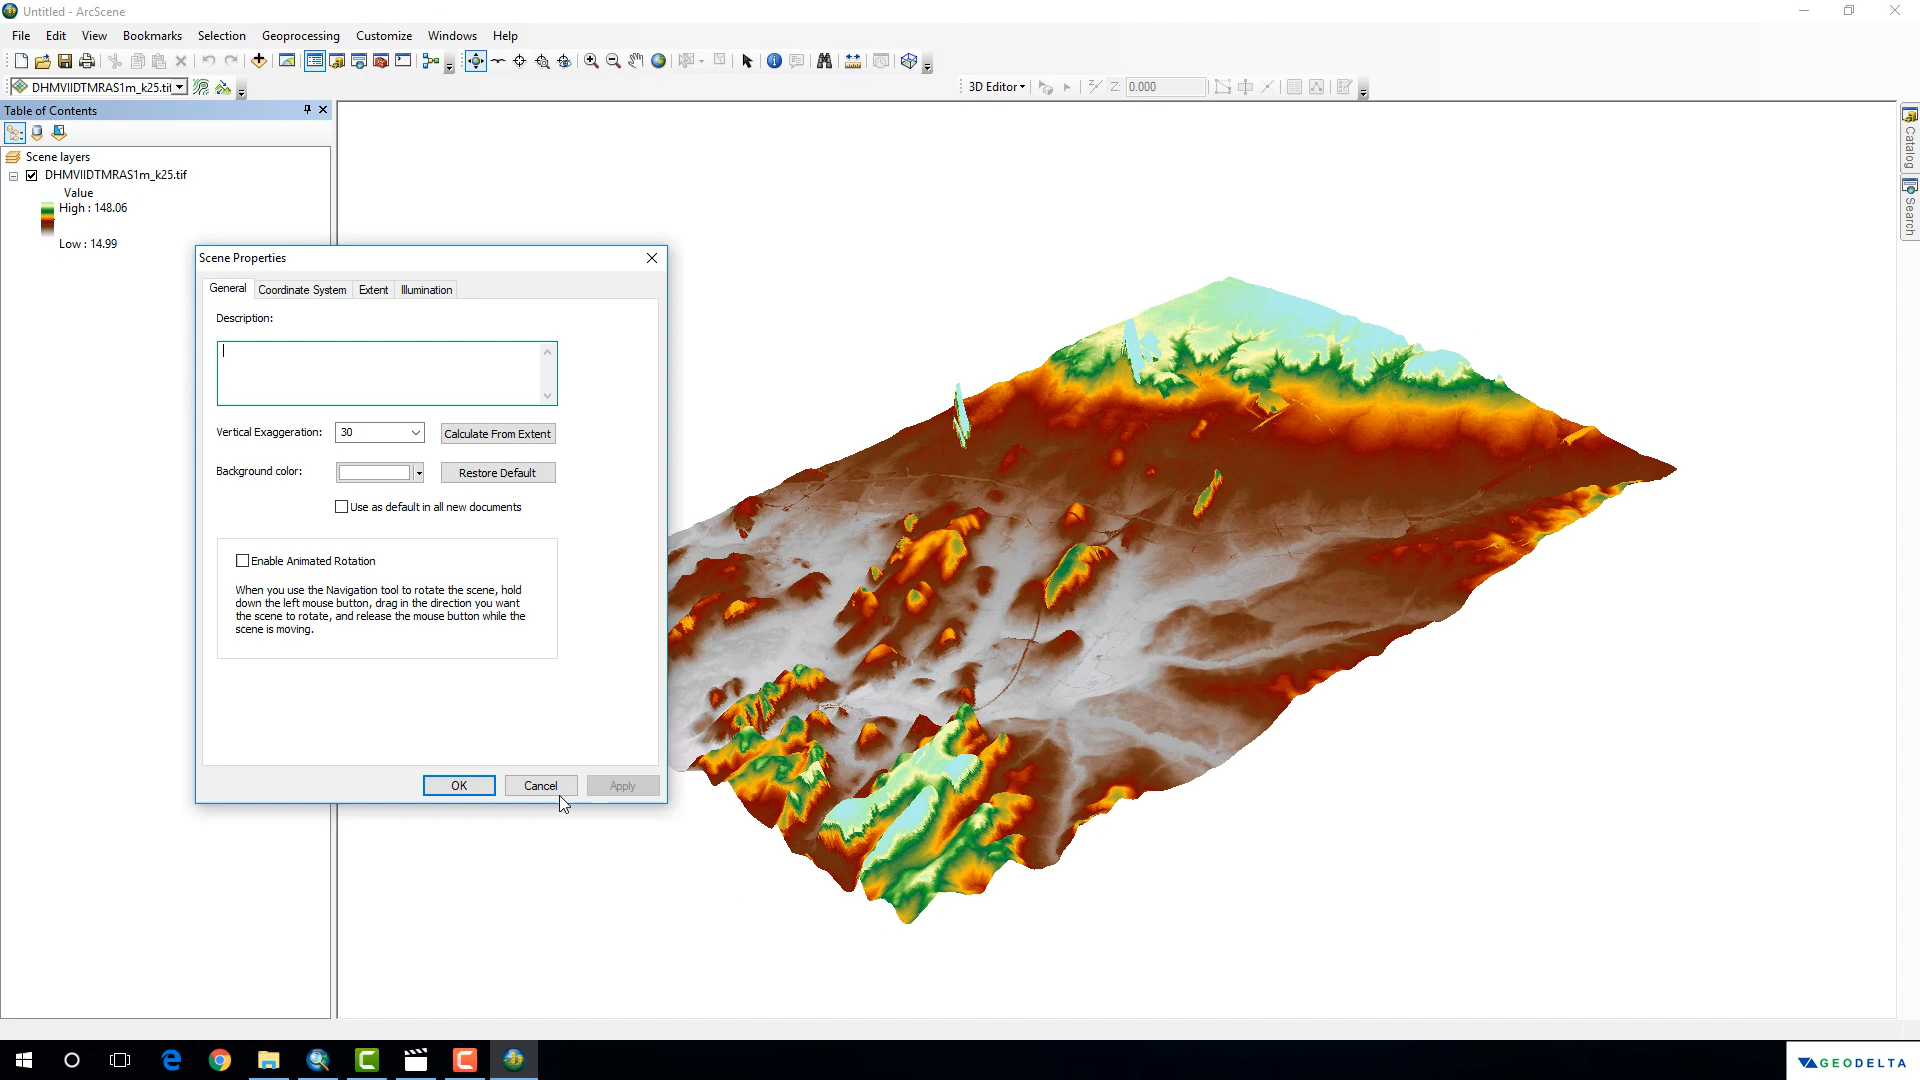 Untitled - ArcScene
File Edit View Bookmarks Selection Geoprocessing Customize Windows Help
DHMVIIDTMRAS1m_k25.tif 3D Editor Z: 0.000
Table of Contents
Catalog
Search
Scene layers
DHMVIIDTMRAS1m_k25.tif
Value
High : 148.06
Low : 14.99
Scene Properties
General Coordinate System Extent Illumination
Description:
Vertical Exaggeration: 30 Calculate From Extent
Background color: Restore Default
Use as default in all new documents
Enable Animated Rotation
When you use the Navigation tool to rotate the scene, hold
down the left mouse button, drag in the direction you want
the scene to rotate, and release the mouse button while the
scene is moving.
OK Cancel Apply
GEODELTA